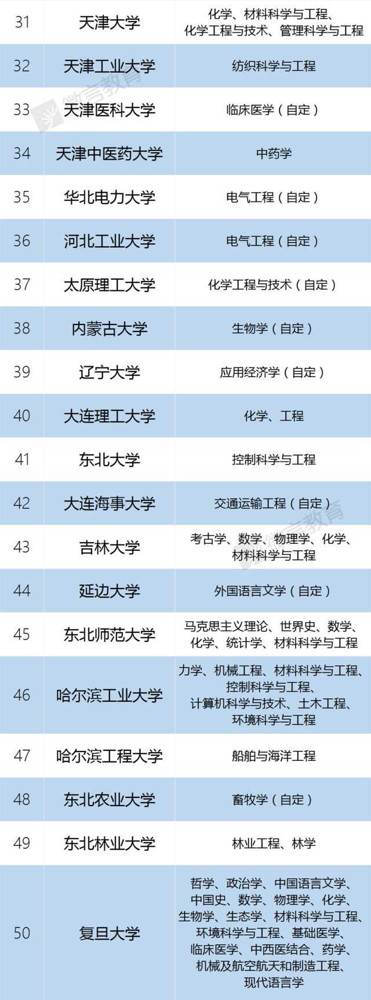 31 天津大学 化学、材料科学与工程、
化学工程与技术、管理科学与工程
32 天津工业大学 纺织科学与工程
微言教育
33 天津医科大学 临床医学（自定）
34 天津中医药大学 中药学
35 华北电力大学 电气工程（自定）
36 河北工业大学 电气工程（自定）
37 太原理工大学 化学工程与技术（自定）
38 内蒙古大学 生物学（自定）
39 辽宁大学 应用经济学（自定）
40 大连理工大学 化学、工程
41 东北大学 控制科学与工程
42 大连海事大学 交通运输工程（自定）
微言教育
43 吉林大学 考古学、数学、物理学、化学、
材料科学与工程
44 延边大学 外国语言文学（自定）
45 东北师范大学 马克思主义理论、世界史、数学、
化学、统计学、材料科学与工程
46 哈尔滨工业大学 力学、机械工程、材料科学与工程、
控制科学与工程、
计算机科学与技术、土木工程、
环境科学与工程
47 哈尔滨工程大学 船舶与海洋工程
48 东北农业大学 畜牧学（自定）
49 东北林业大学 林业工程、林学
50 复旦大学 哲学、政治学、中国语言文学、
中国史、数学、物理学、化学、
生物学、生态学、材料科学与工程、
环境科学与工程、基础医学、
临床医学、中西医结合、药学、
机械及航空航天和制造工程、
现代语言学